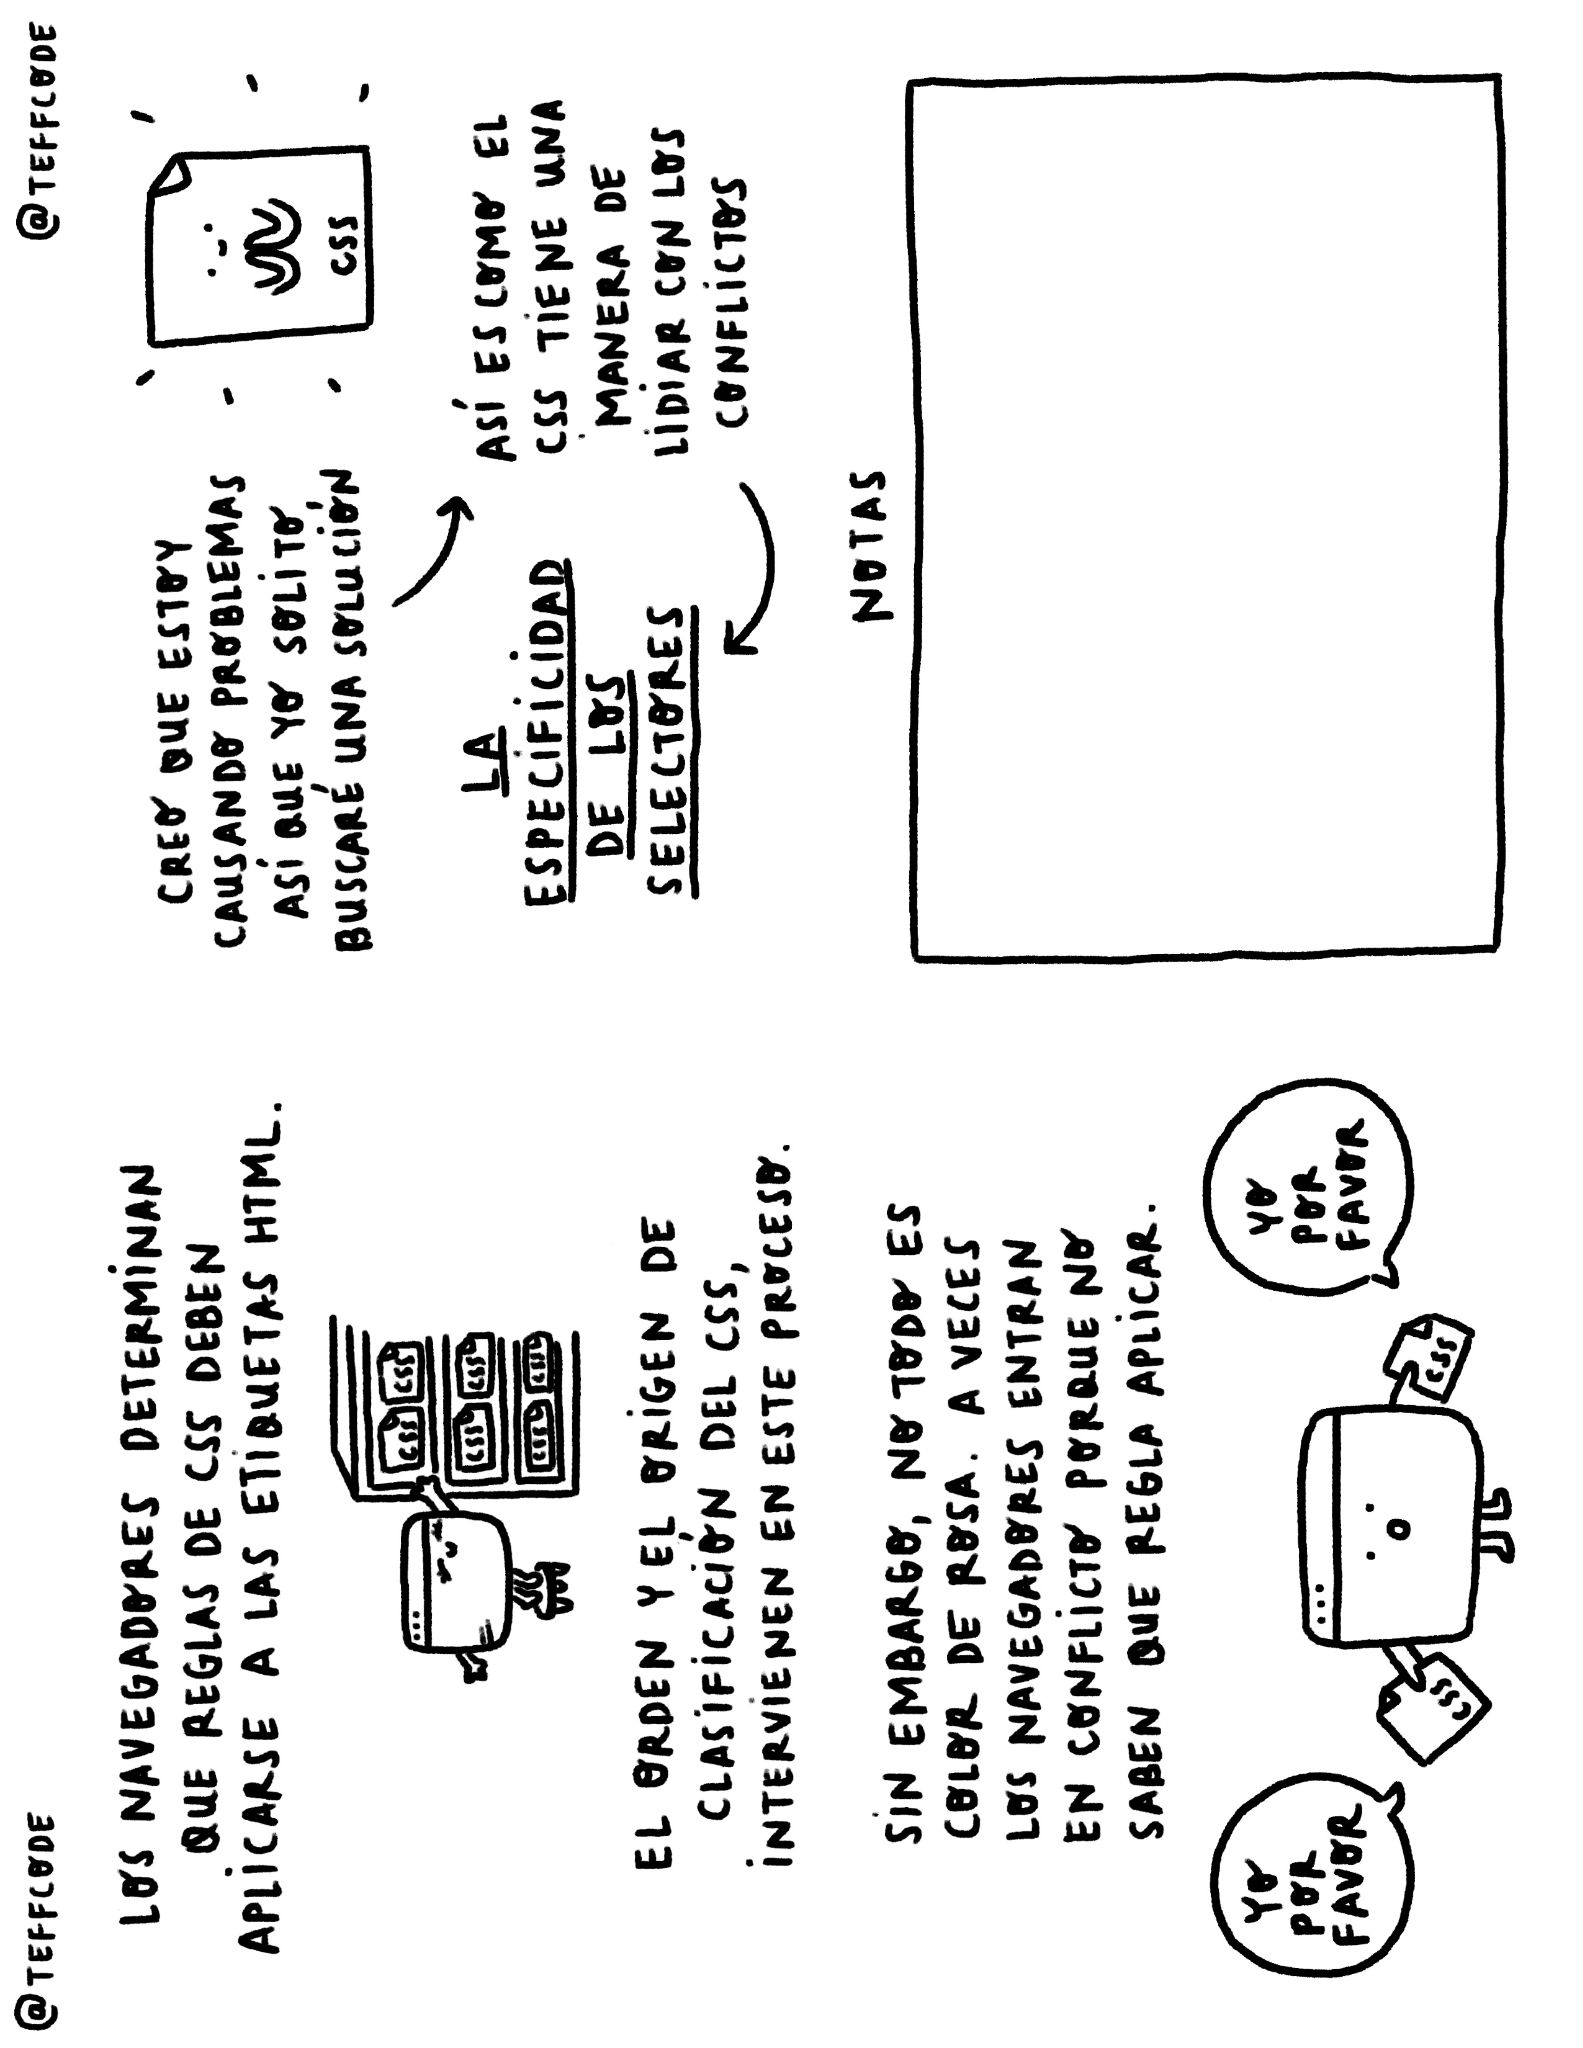 @TEFFCODE
LOS NAVEGADORES DETERMINAN
QUE REGLAS DE CSS DEBEN
APLICARSE A LAS ETIQUETAS HTML.
CSS CSS
CSS CSS
CSS CSS
EL ORDEN Y EL ORIGEN DE
CLASIFICACIÓN DEL CSS,
INTERVIENEN EN ESTE PROCESO.
SIN EMBARGO, NO TODO ES
COLOR DE ROSA. A VECES
LOS NAVEGADORES ENTRAN
EN CONFLICTO PORQUE NO
SABEN QUE REGLA APLICAR.
YO
POR
FAVOR
CSS
CSS
YO
POR
FAVOR
@TEFFCODE
CREO QUE ESTOY
CAUSANDO PROBLEMAS
ASÍ QUE YO SOLITO,
BUSCARÉ UNA SOLUCIÓN
CSS
ASÍ ES COMO EL
CSS TIENE UNA
MANERA DE
LIDIAR CON LOS
CONFLICTOS
LA
ESPECIFICIDAD
DE LOS
SELECTORES
NOTAS